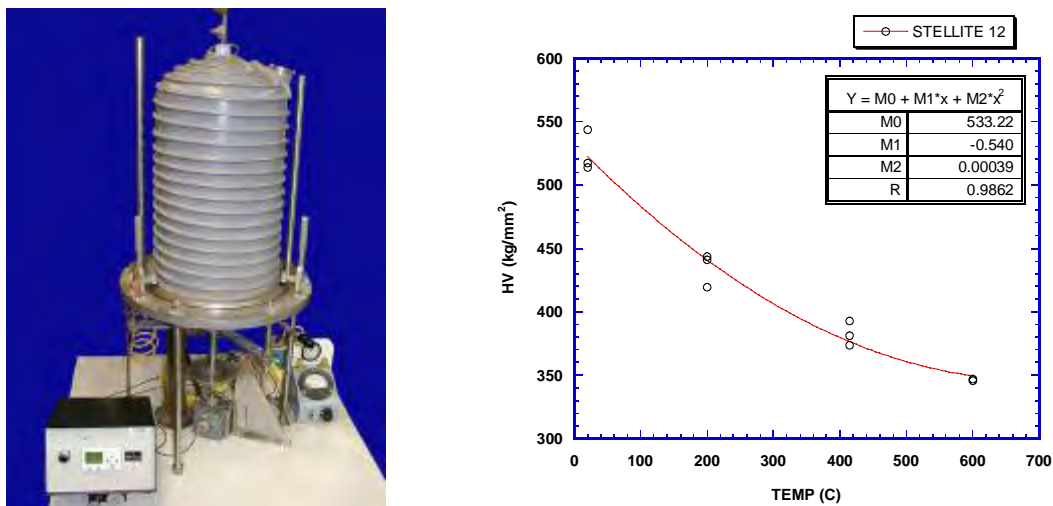 STELLITE 12
600
550
500
450
400
350
300
HV (kg/mm²)
Y = M0 + M1*x + M2*x²
M0 533.22
M1 -0.540
M2 0.00039
R 0.9862
0 100 200 300 400 500 600 700
TEMP (C)